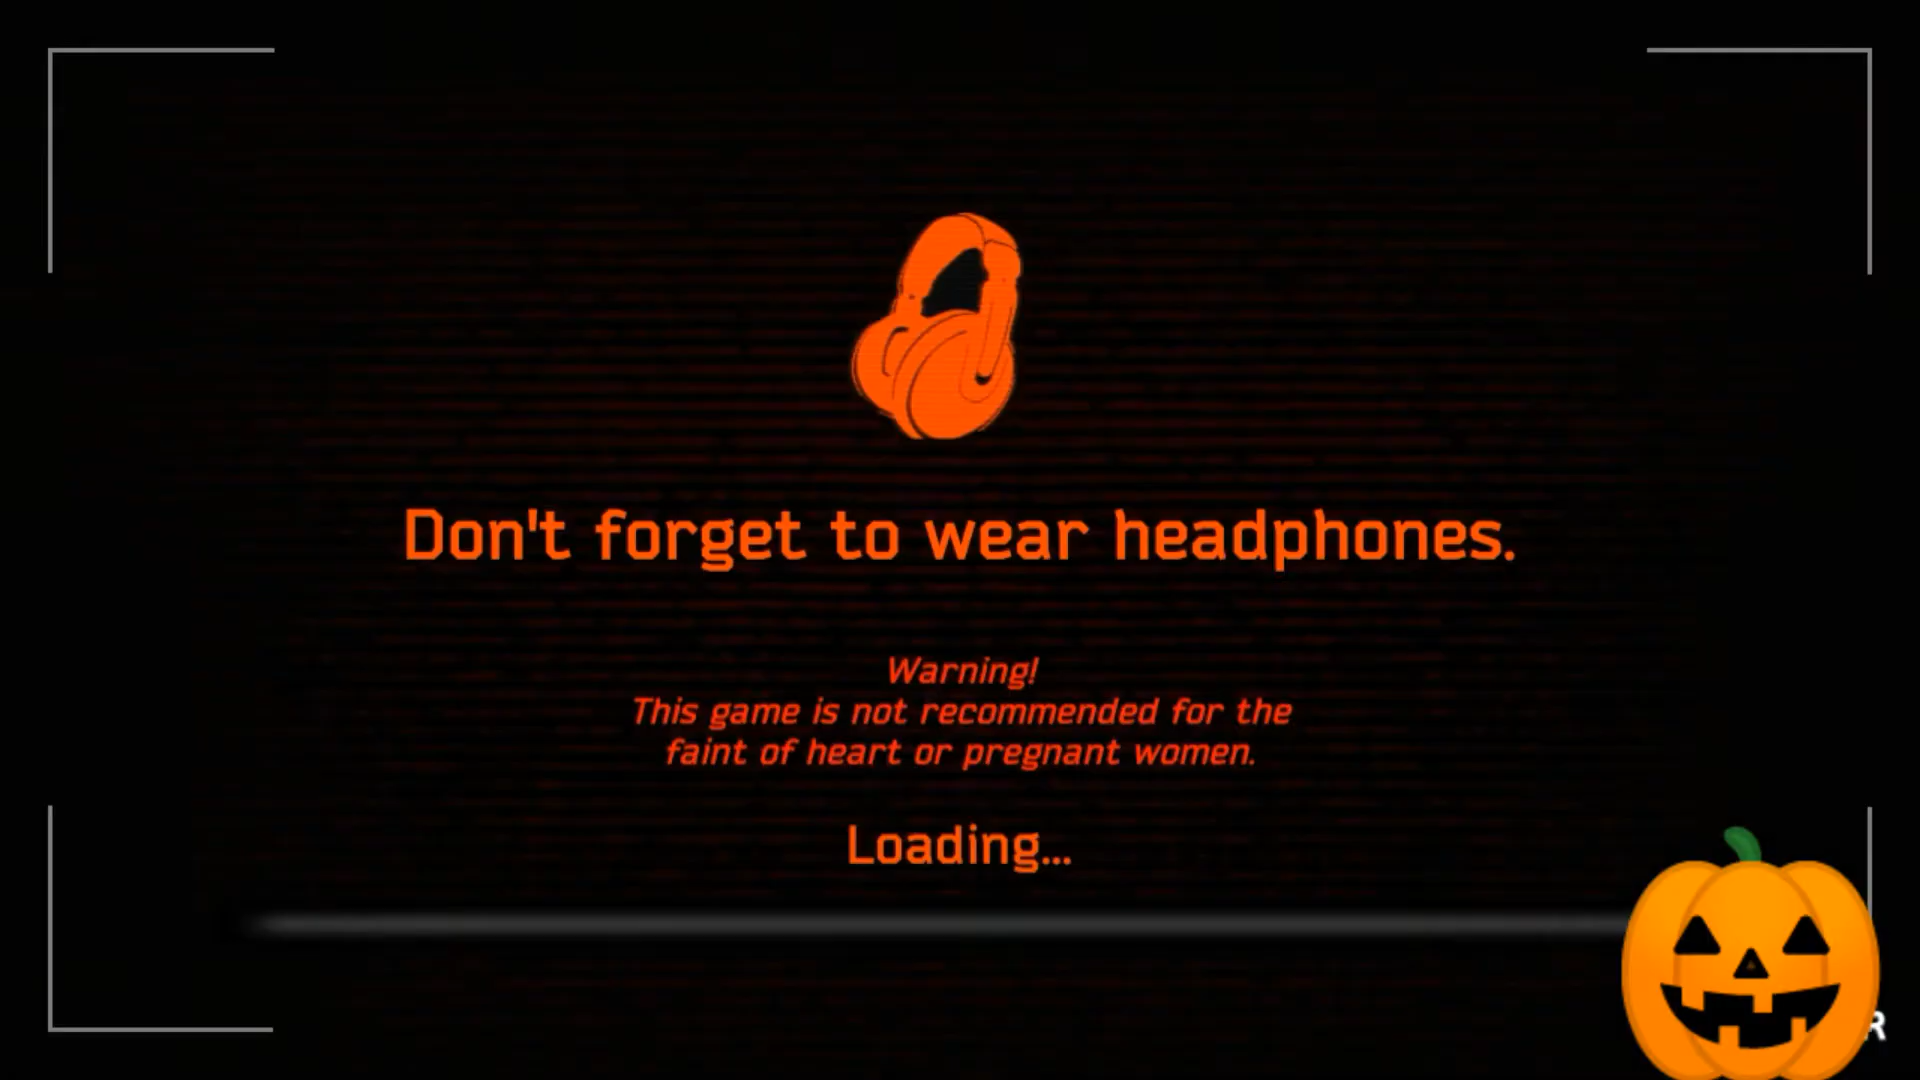 Don't forget to wear headphones.
Warning!
This game is not recommended for the
faint of heart or pregnant women.
Loading...
R